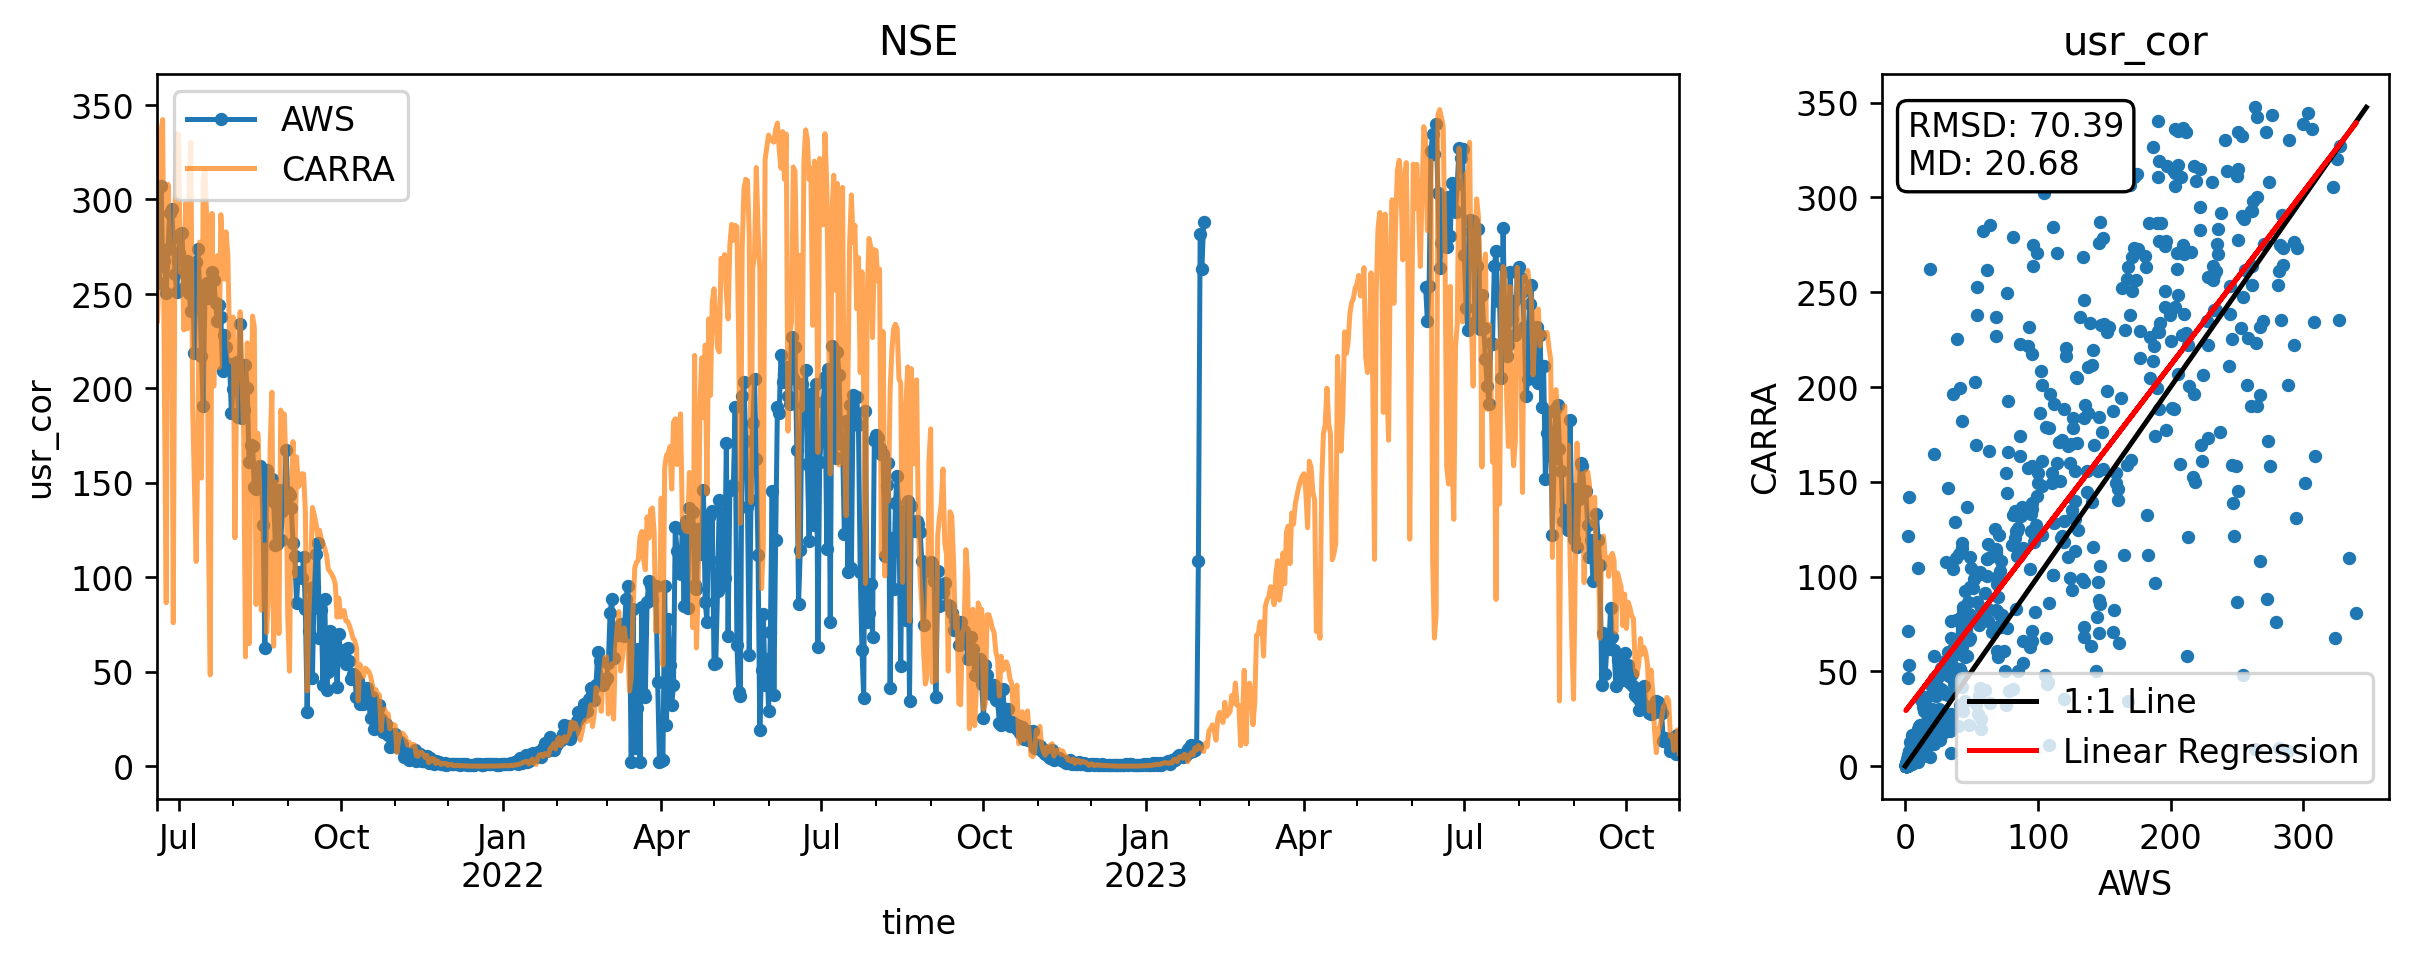 NSE
350
300
250
200
150
100
50
0
usr_cor
AWS
CARRA
Jul
Oct
Jan
2022
Apr
Jul
Oct
Jan
2023
Apr
Jul
Oct
time
usr_cor
350
300
250
200
150
100
50
0
CARRA
RMSD: 70.39
MD: 20.68
1:1 Line
Linear Regression
0
100
200
300
AWS